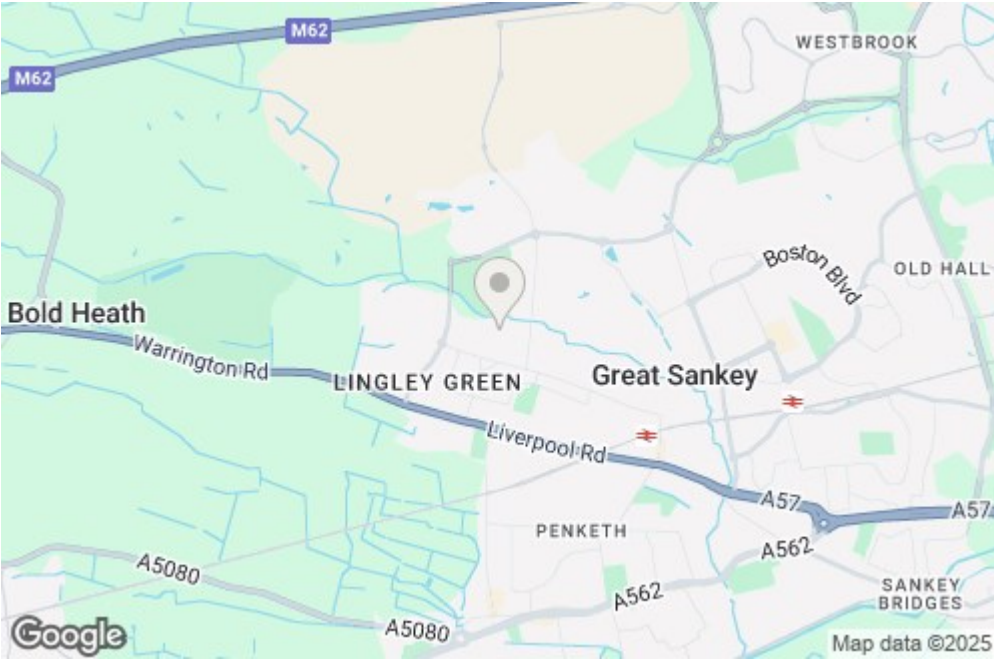 M62
WESTBROOK
M62
Boston Blvd
OLD HALL
Bold Heath
Warrington Rd
LINGLEY GREEN
Great Sankey
Liverpool Rd
A57
A57
PENKETH
A562
A5080
SANKEY
BRIDGES
A562
A5080
Google
Map data ©2025